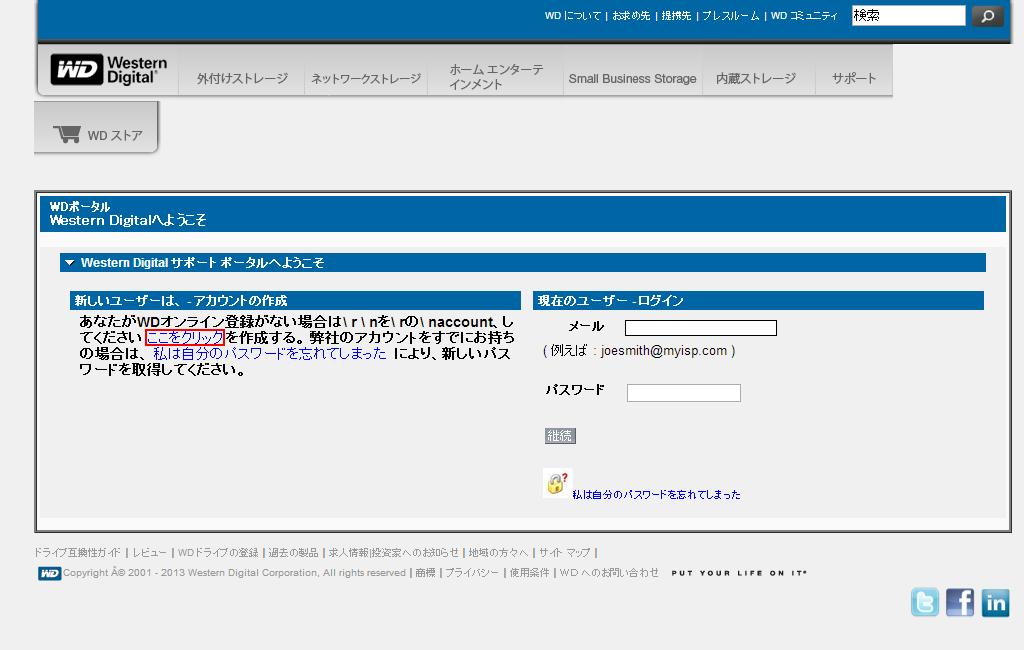 WD について | お求め先 | 提携先 | プレスルーム | WD コミュニティ
検索
WD Western Digital®
外付けストレージ
ネットワークストレージ
ホーム エンターテ
インメント
Small Business Storage
内蔵ストレージ
サポート
WD ストア
WDポータル
Western Digitalへようこそ
Western Digital サポート ポータルへようこそ
新しいユーザーは、-アカウントの作成
あなたがWDオンライン登録がない場合は\ r \ nを\ rの\ naccount、し
てください ここをクリックを作成する。弊社のアカウントをすでにお持ち
の場合は、 私は自分のパスワードを忘れてしまった により、新しいパス
ワードを取得してください。
現在のユーザー -ログイン
メール
( 例えば : joesmith@myisp.com )
パスワード
継続
私は自分のパスワードを忘れてしまった
ドライブ互換性ガイド | レビュー | WDドライブの登録 | 過去の製品 | 求人情報|投資家へのお知らせ | 地域の方々へ | サイト マップ |
WD Copyright Â© 2001 - 2013 Western Digital Corporation, All rights reserved | 商標 | プライバシー | 使用条件 | WD へのお問い合わせ PUT YOUR LIFE ON IT*